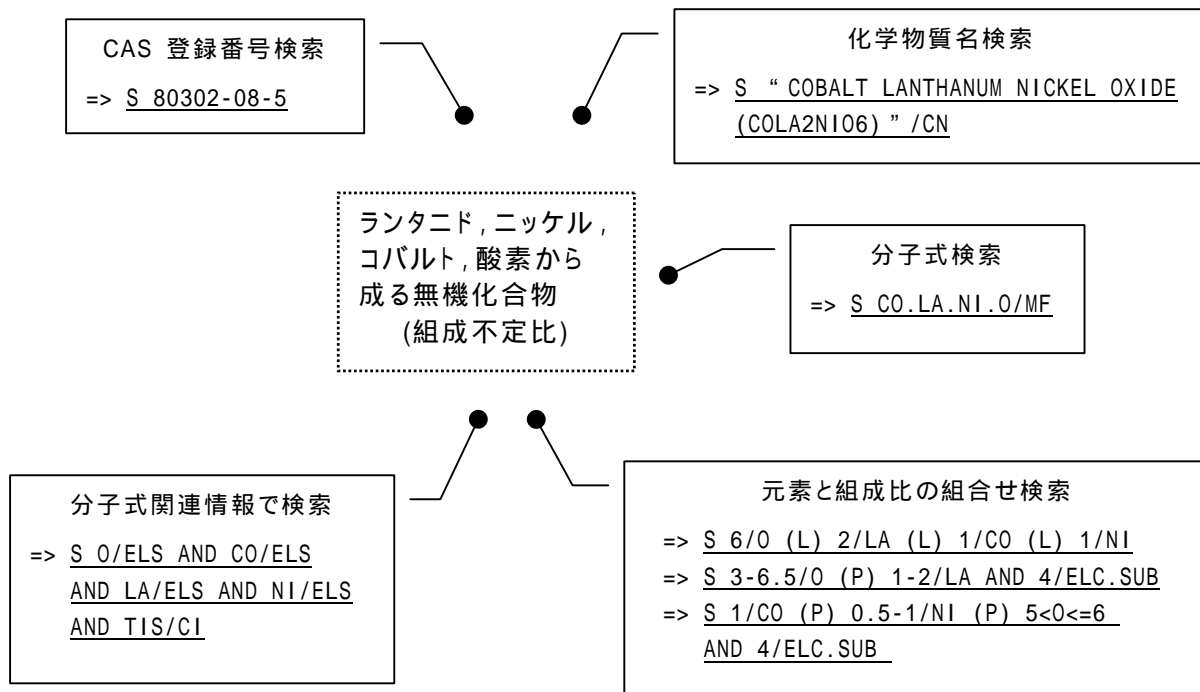 CAS 登録番号検索
=> S 80302-08-5
化学物質名検索
=> S “ COBALT LANTHANUM NICKEL OXIDE
(COLA2NIO6) ” /CN
ランタニド, ニッケル,
コバルト, 酸素から
成る無機化合物
(組成不定比)
分子式検索
=> S CO.LA.NI.O/MF
分子式関連情報で検索
=> S O/ELS AND CO/ELS
AND LA/ELS AND NI/ELS
AND TIS/CI
元素と組成比の組合せ検索
=> S 6/O (L) 2/LA (L) 1/CO (L) 1/NI
=> S 3-6.5/O (P) 1-2/LA AND 4/ELC.SUB
=> S 1/CO (P) 0.5-1/NI (P) 5<O<=6
AND 4/ELC.SUB